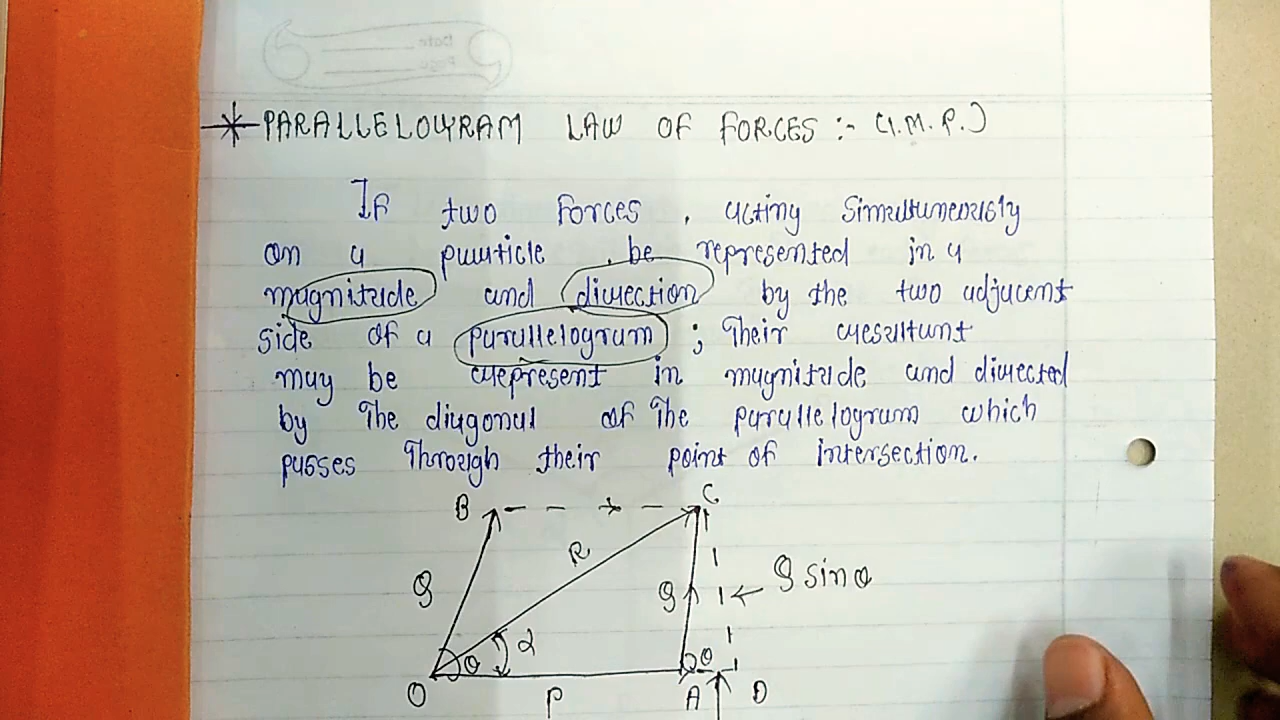 * PARALLELOGRAM LAW OF FORCES :- (I.M.P.)
If two forces, acting simultuneously
on a particle, be represented in a
magnitude and direction by the two adjacent
side of a parallelogram ; Their resultant
may be represent in magnitude and directed
by The diagonal of The parallelogram which
passes Through their point of intersection.
B C
R
Q Q Q sinθ
θ α θ
O P A D